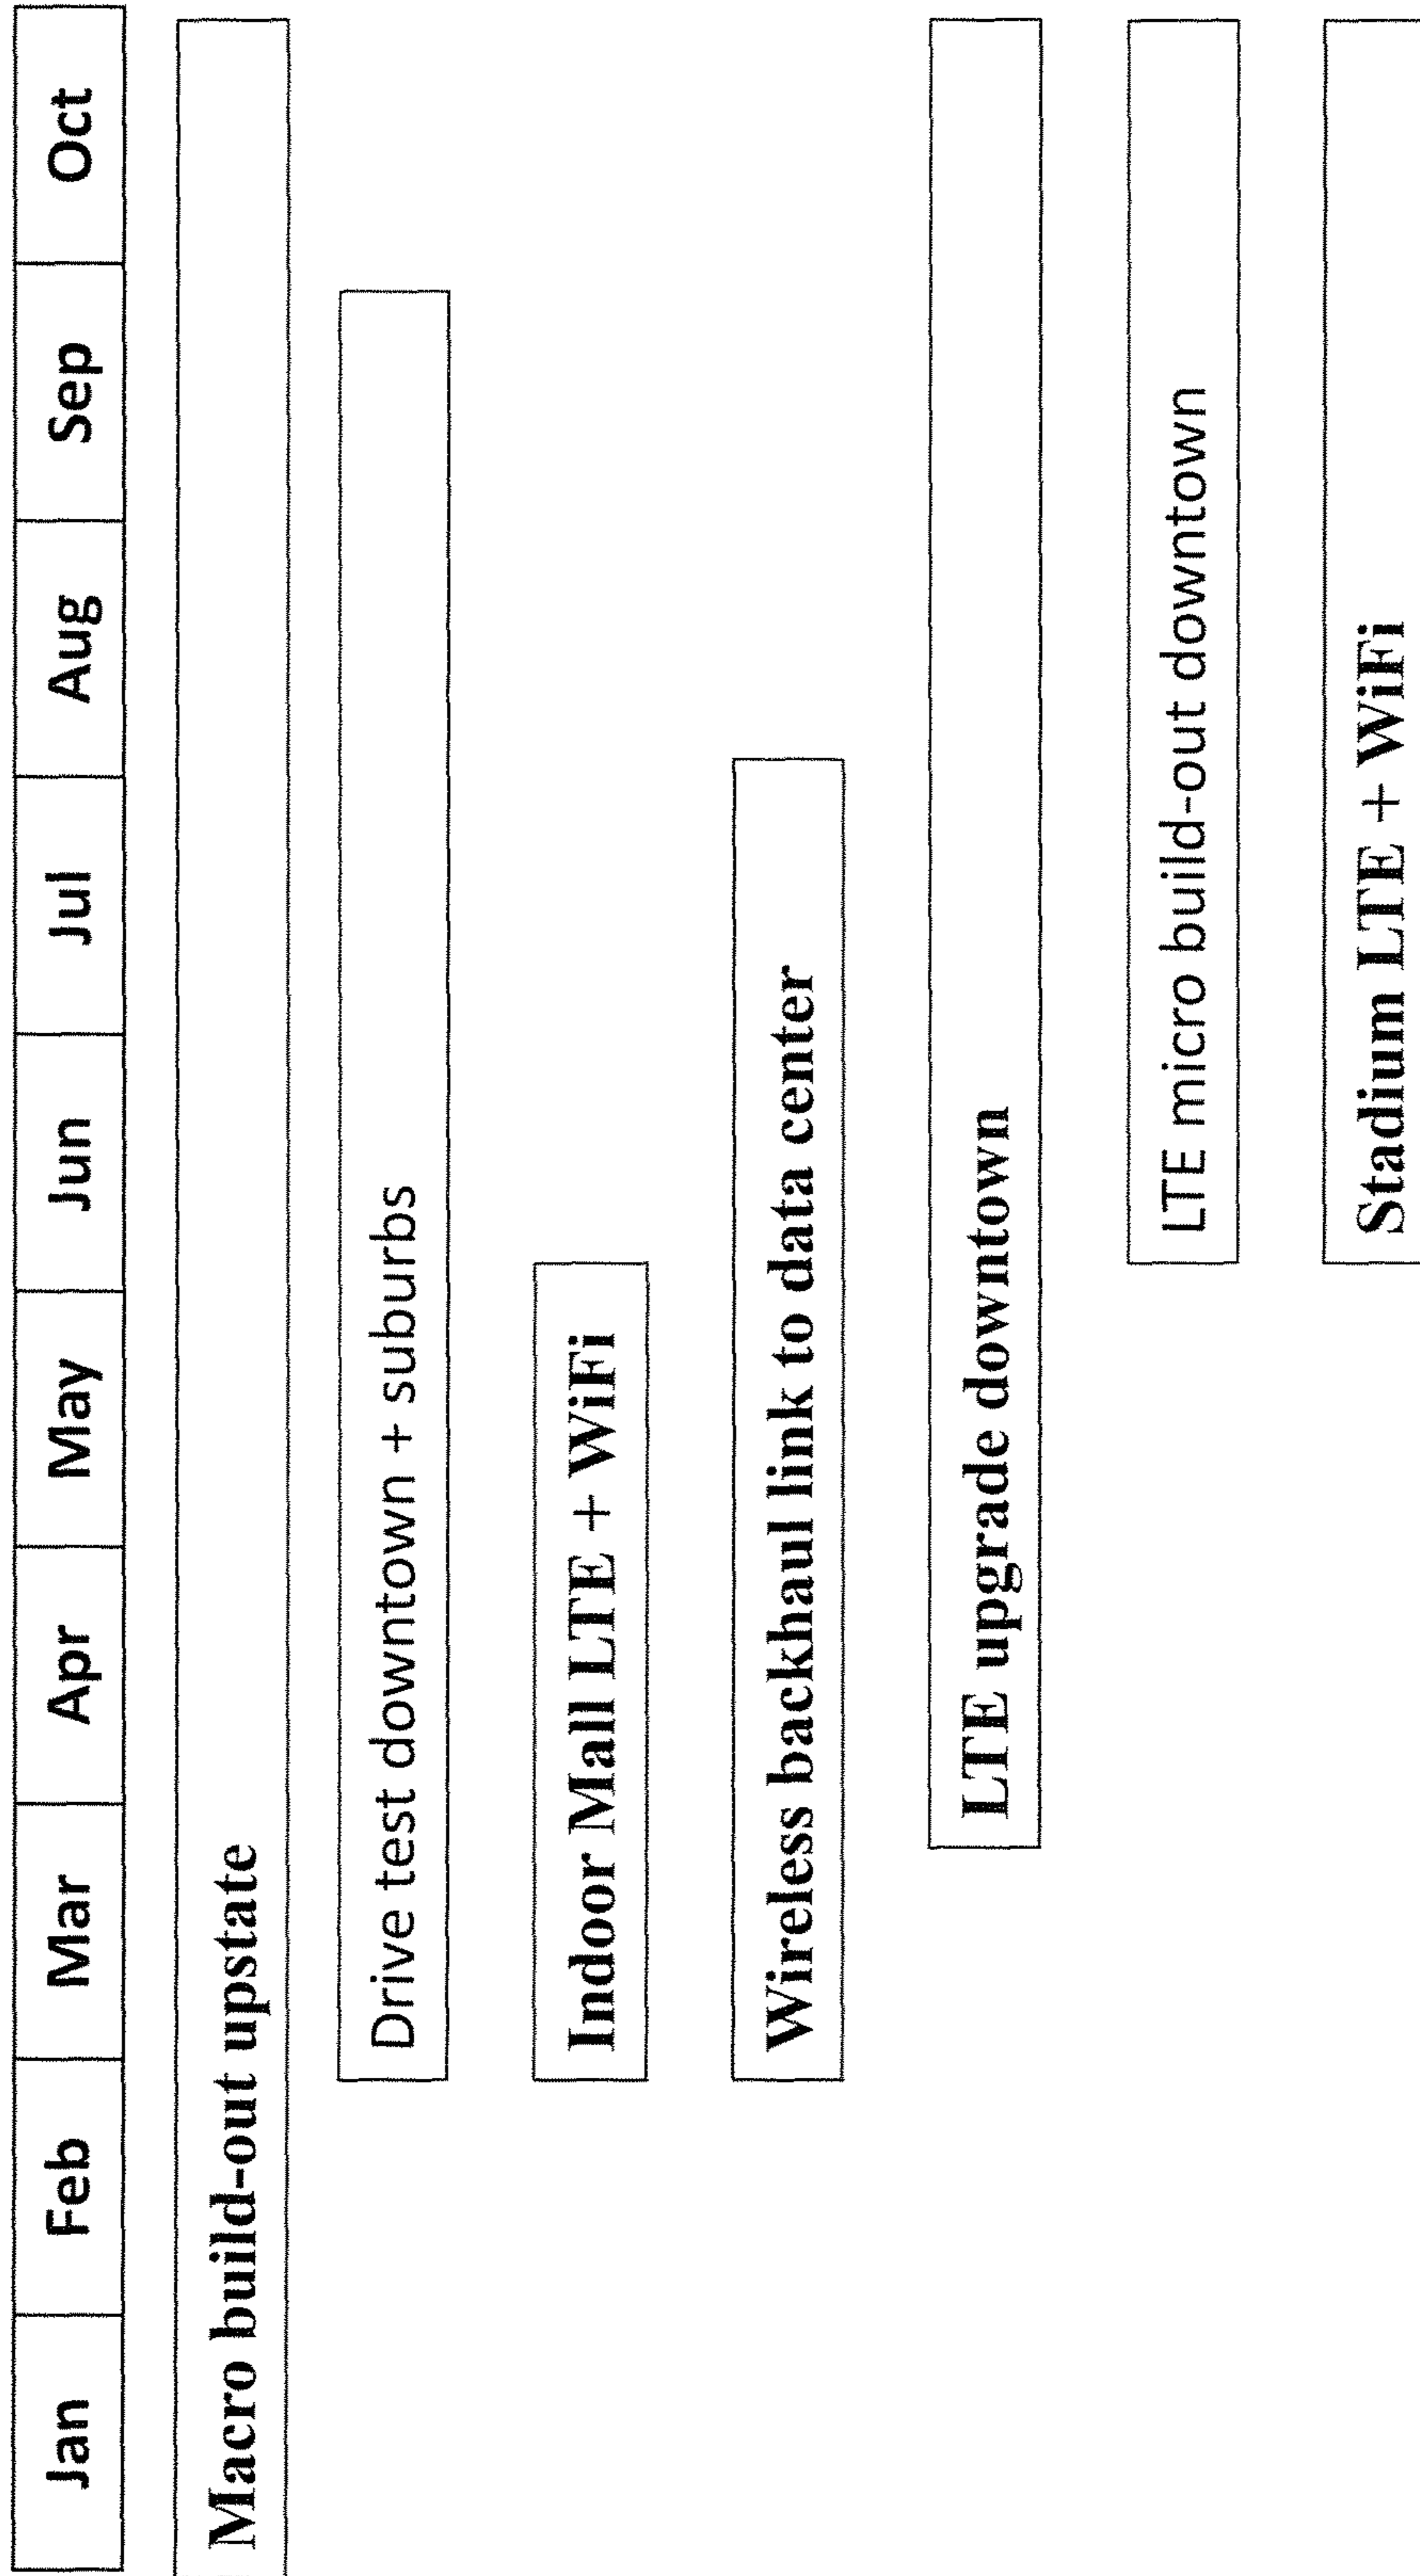 Jan Feb Mar Apr May Jun Jul Aug Sep Oct
Macro build-out upstate
Drive test downtown + suburbs
Indoor Mall LTE + WiFi
Wireless backhaul link to data center
LTE upgrade downtown
LTE micro build-out downtown
Stadium LTE + WiFi